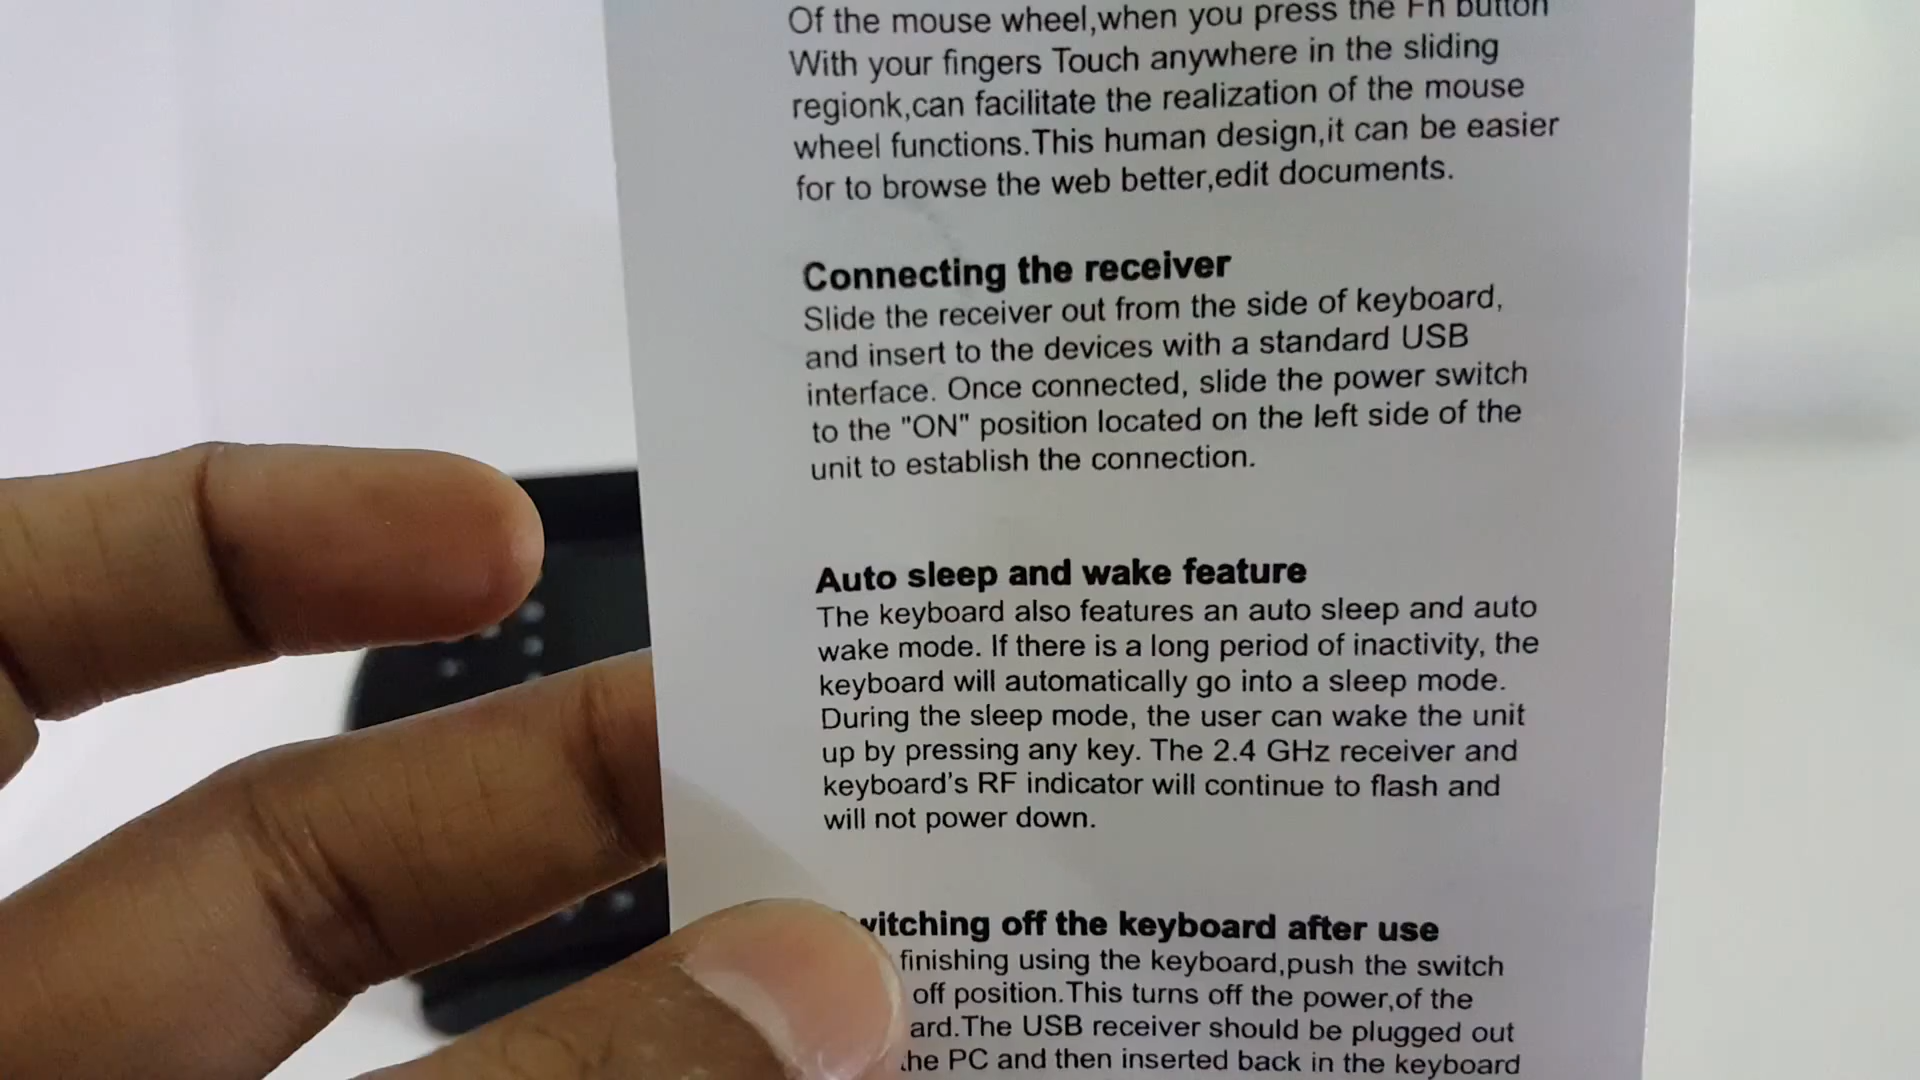 Of the mouse wheel,when you press the Fn button
With your fingers Touch anywhere in the sliding
regionk,can facilitate the realization of the mouse
wheel functions.This human design,it can be easier
for to browse the web better,edit documents.
Connecting the receiver
Slide the receiver out from the side of keyboard,
and insert to the devices with a standard USB
interface. Once connected, slide the power switch
to the "ON" position located on the left side of the
unit to establish the connection.
Auto sleep and wake feature
The keyboard also features an auto sleep and auto
wake mode. If there is a long period of inactivity, the
keyboard will automatically go into a sleep mode.
During the sleep mode, the user can wake the unit
up by pressing any key. The 2.4 GHz receiver and
keyboard's RF indicator will continue to flash and
will not power down.
off the keyboard after use
finishing using the keyboard,push the switch
off position.This turns off the power,of the
The USB receiver should be plugged out
PC and then inserted back in the keyboard